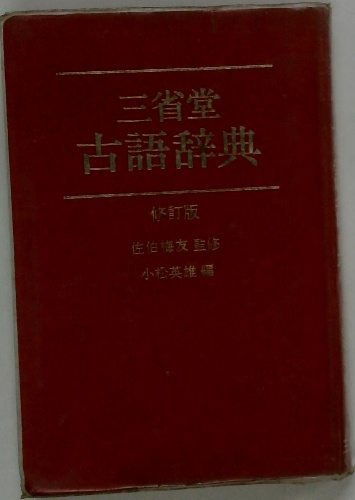 三省堂
古語辞典
修訂版
佐伯梅友 監修
小松英雄 編